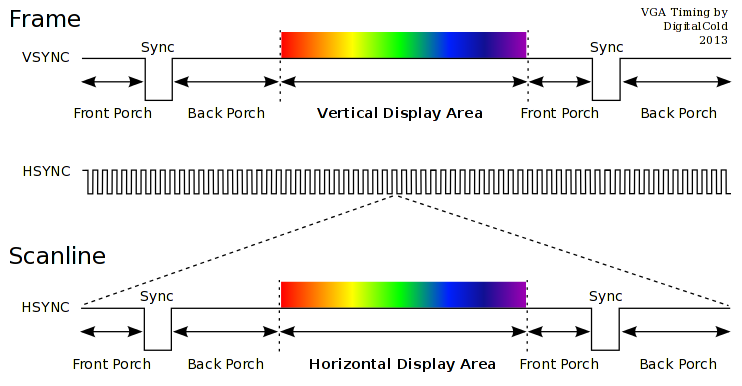 Frame
VGA Timing by
DigitalCold
2013
Sync
Sync
VSYNC
Front Porch
Back Porch
Vertical Display Area
Front Porch
Back Porch
HSYNC
Scanline
Sync
Sync
HSYNC
Front Porch
Back Porch
Horizontal Display Area
Front Porch
Back Porch